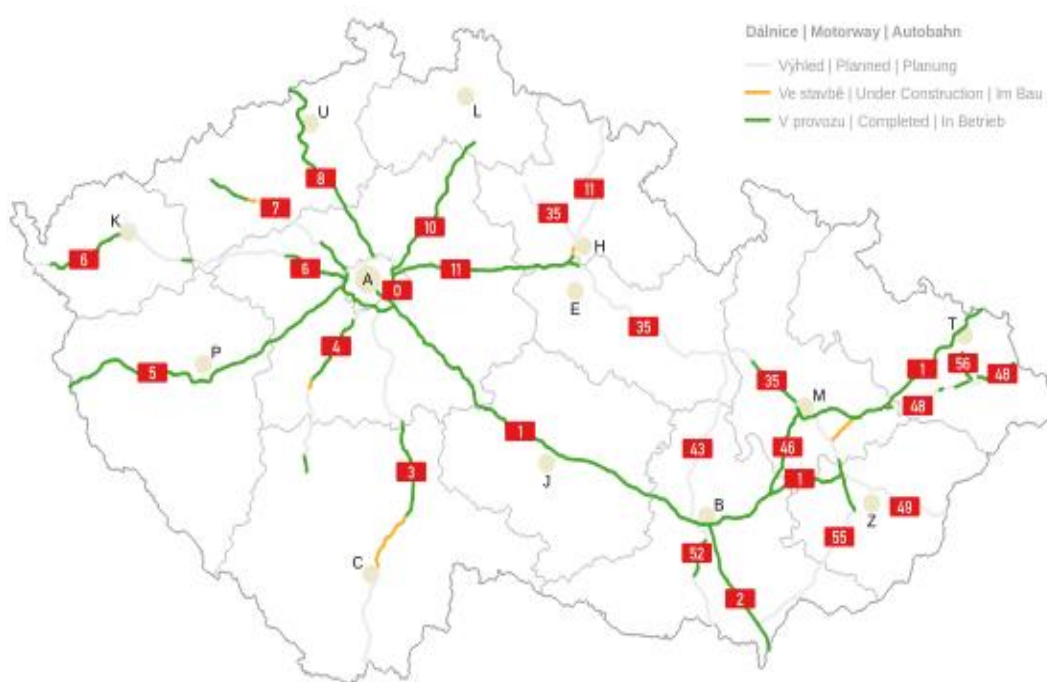 Dálnice | Motorway | Autobahn
Výhled | Planned | Planung
Ve stavbě | Under Construction | Im Bau
V provozu | Completed | In Betrieb
U
L
8
7
K
10
35
11
H
6
6
11
A
0
E
35
T
4
P
5
1
56
48
35
M
48
1
43
46
3
J
1
B
Z
49
55
52
C
2